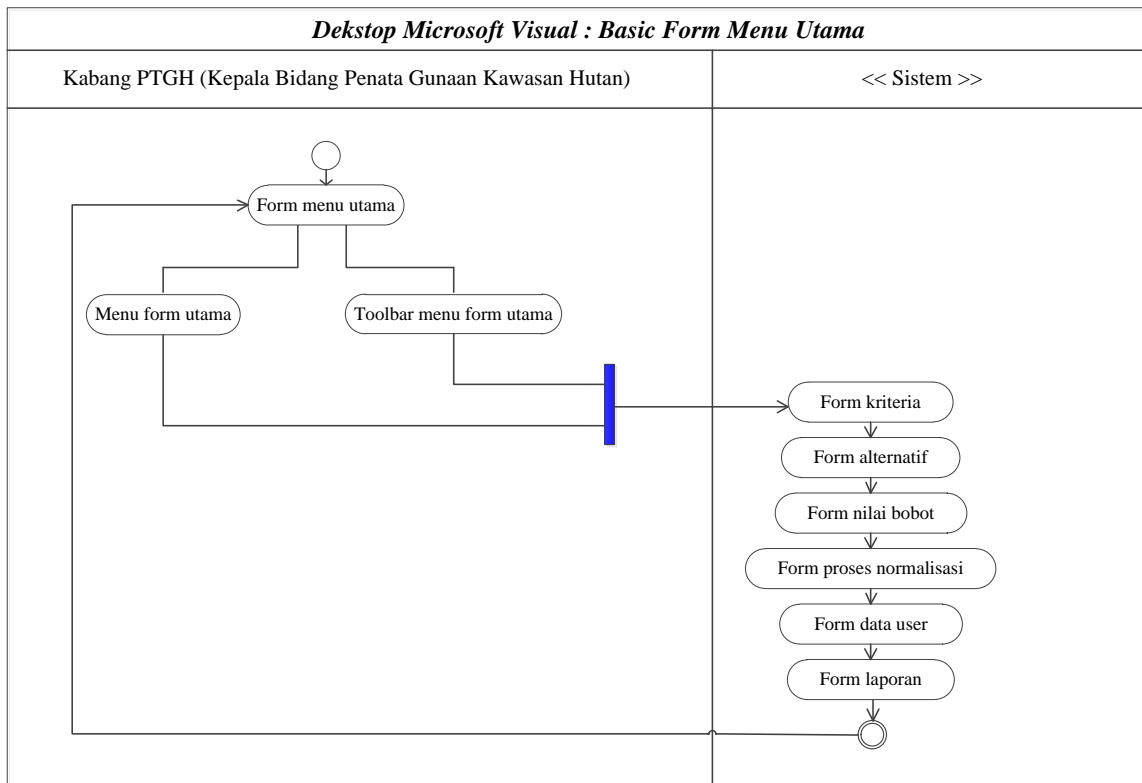 Dekstop Microsoft Visual : Basic Form Menu Utama
Kabang PTGH (Kepala Bidang Penata Gunaan Kawasan Hutan)
<< Sistem >>
Form menu utama
Menu form utama
Toolbar menu form utama
Form kriteria
Form alternatif
Form nilai bobot
Form proses normalisasi
Form data user
Form laporan